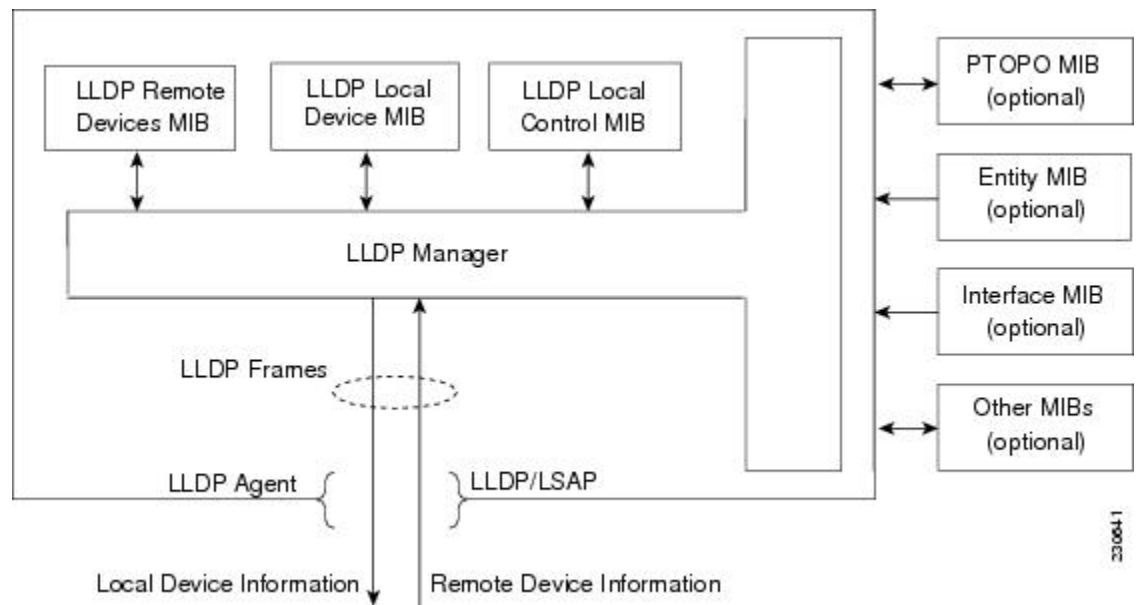 LLDP Remote
Devices MIB
LLDP Local
Device MIB
LLDP Local
Control MIB
PTOPO MIB
(optional)
Entity MIB
(optional)
LLDP Manager
Interface MIB
(optional)
LLDP Frames
Other MIBs
(optional)
LLDP Agent
LLDP/LSAP
230641
Local Device Information
Remote Device Information